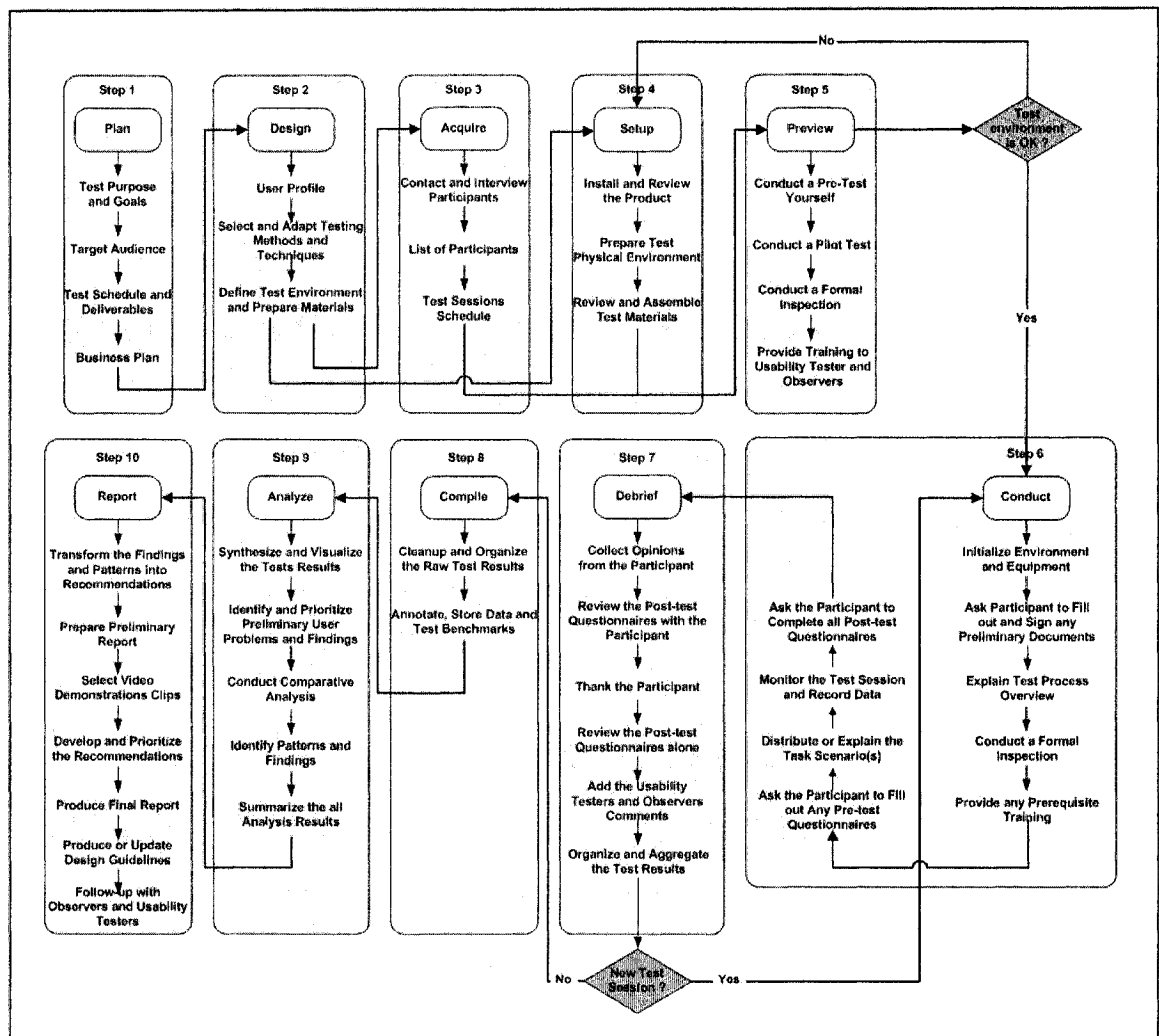 No
Step 1
Plan
Test Purpose
and Goals
Target Audience
Test Schedule and
Deliverables
Business Plan
Step 2
Design
User Profile
Select and Adapt Testing
Methods and
Techniques
Define Test Environment
and Prepare Materials
Step 3
Acquire
Contact and Interview
Participants
List of Participants
Test Sessions
Schedule
Step 4
Setup
Install and Review
the Product
Prepare Test
Physical Environment
Review and Assemble
Test Materials
Step 5
Preview
Conduct a Pre-Test
Yourself
Conduct a Pilot Test
Conduct a Formal
Inspection
Provide Training to
Usability Tester and
Observers
Test
environment
is OK ?
Yes
Step 6
Conduct
Initialize Environment
and Equipment
Ask Participant to Fill
out and Sign any
Preliminary Documents
Explain Test Process
Overview
Conduct a Formal
Inspection
Provide any Prerequisite
Training
Ask the Participant to Fill
out Any Pre-test
Questionnaires
Distribute or Explain the
Task Scenario(s)
Monitor the Test Session
and Record Data
Ask the Participant to
Complete all Post-test
Questionnaires
Step 7
Debrief
Collect Opinions
from the Participant
Review the Post-test
Questionnaires with the
Participant
Thank the Participant
Review the Post-test
Questionnaires alone
Add the Usability
Testers and Observers
Comments
Organize and Aggregate
the Test Results
New Test
Session ?
No
Yes
Step 8
Compile
Cleanup and Organize
the Raw Test Results
Annotate, Store Data and
Test Benchmarks
Step 9
Analyze
Synthesize and Visualize
the Tests Results
Identify and Prioritize
Preliminary User
Problems and Findings
Conduct Comparative
Analysis
Identify Patterns and
Findings
Summarize the all
Analysis Results
Step 10
Report
Transform the Findings
and Patterns into
Recommendations
Prepare Preliminary
Report
Select Video
Demonstrations Clips
Develop and Prioritize
the Recommendations
Produce Final Report
Produce or Update
Design Guidelines
Follow-up with
Observers and Usability
Testers